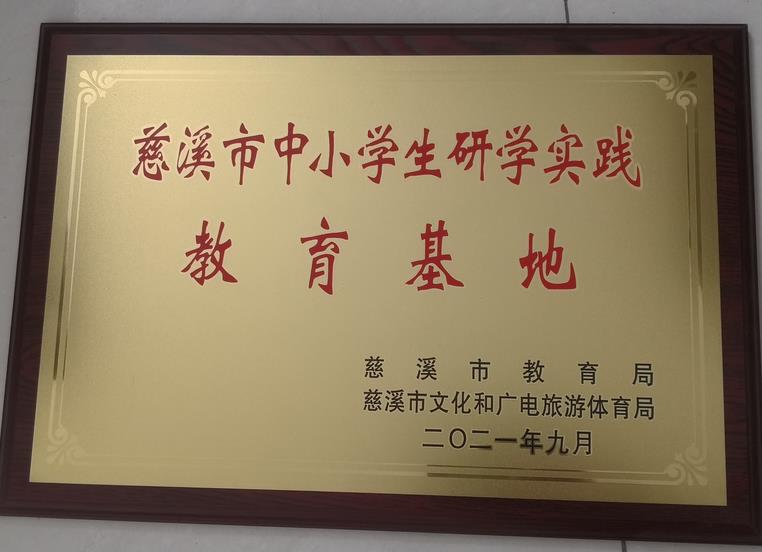 慈溪市中小学生研学实践
教育基地
慈溪市教育局
慈溪市文化和广电旅游体育局
二〇二一年九月